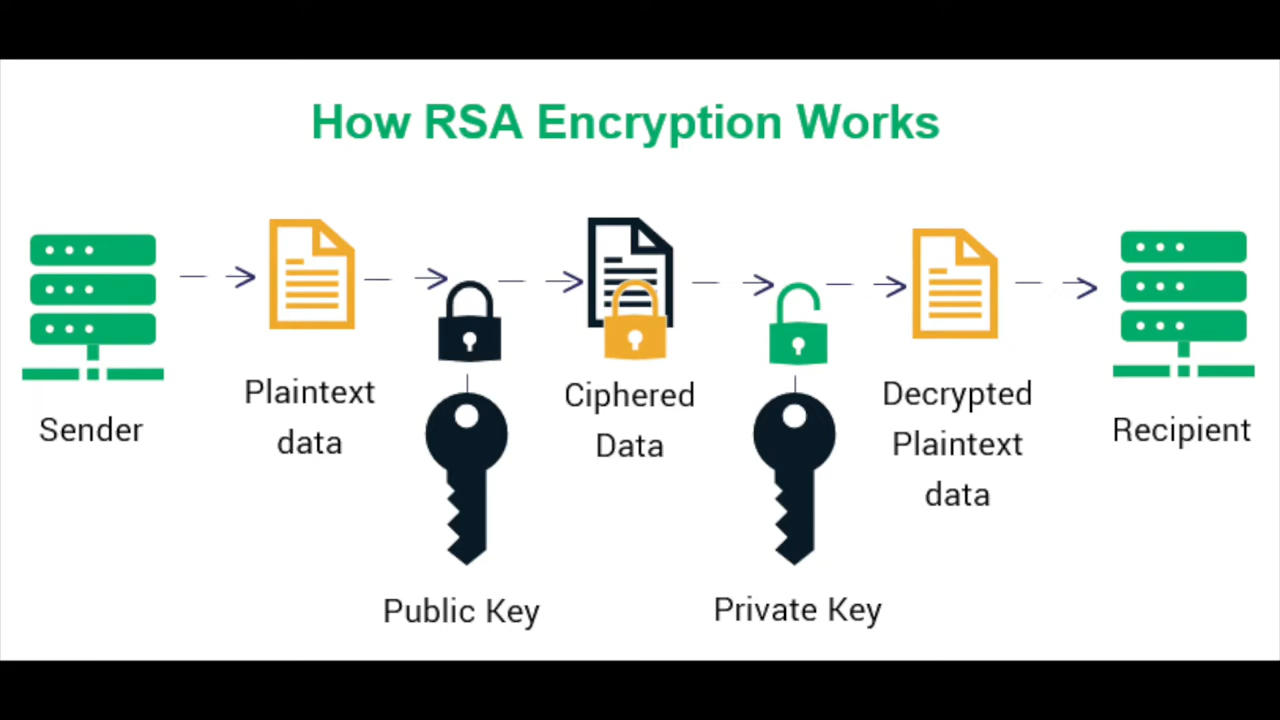 How RSA Encryption Works
Sender
Plaintext
data
Public Key
Ciphered
Data
Private Key
Decrypted
Plaintext
data
Recipient